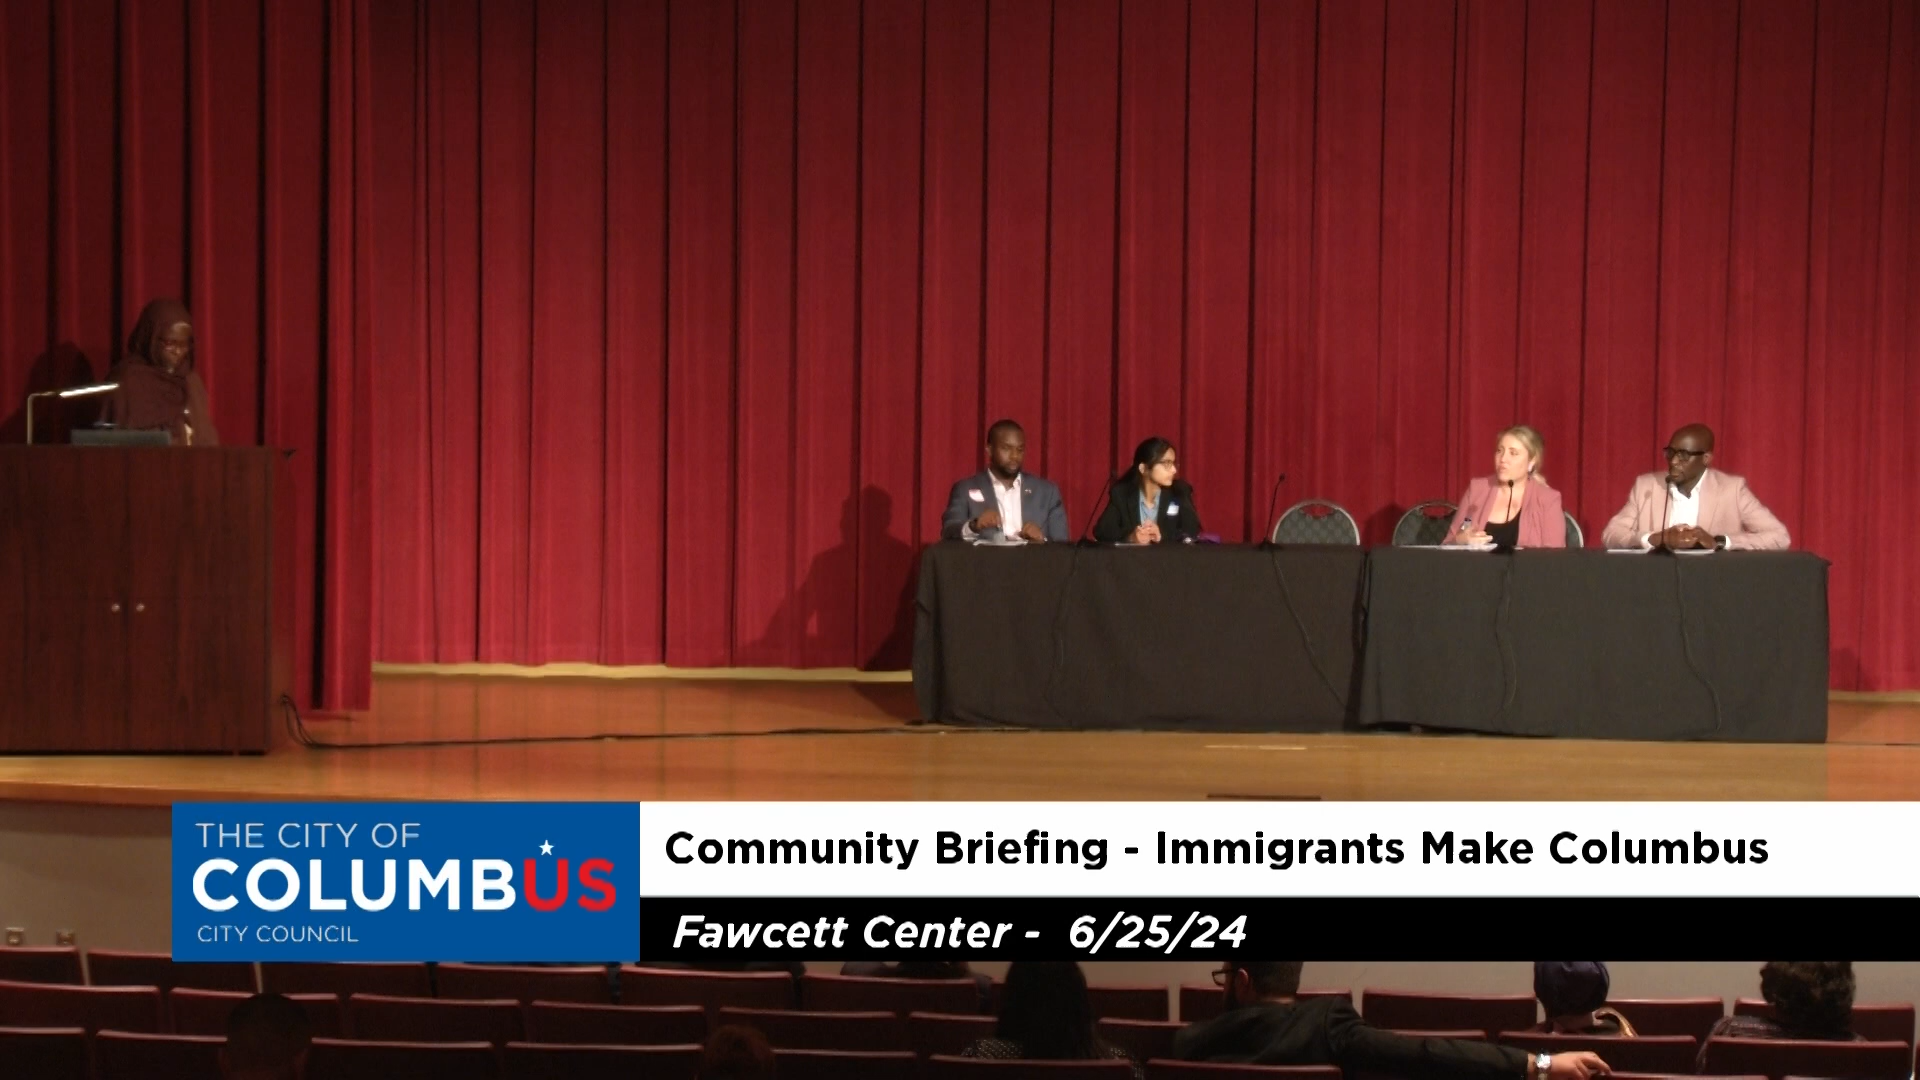 THE CITY OF
COLUMBUS
CITY COUNCIL
Community Briefing - Immigrants Make Columbus
Fawcett Center - 6/25/24